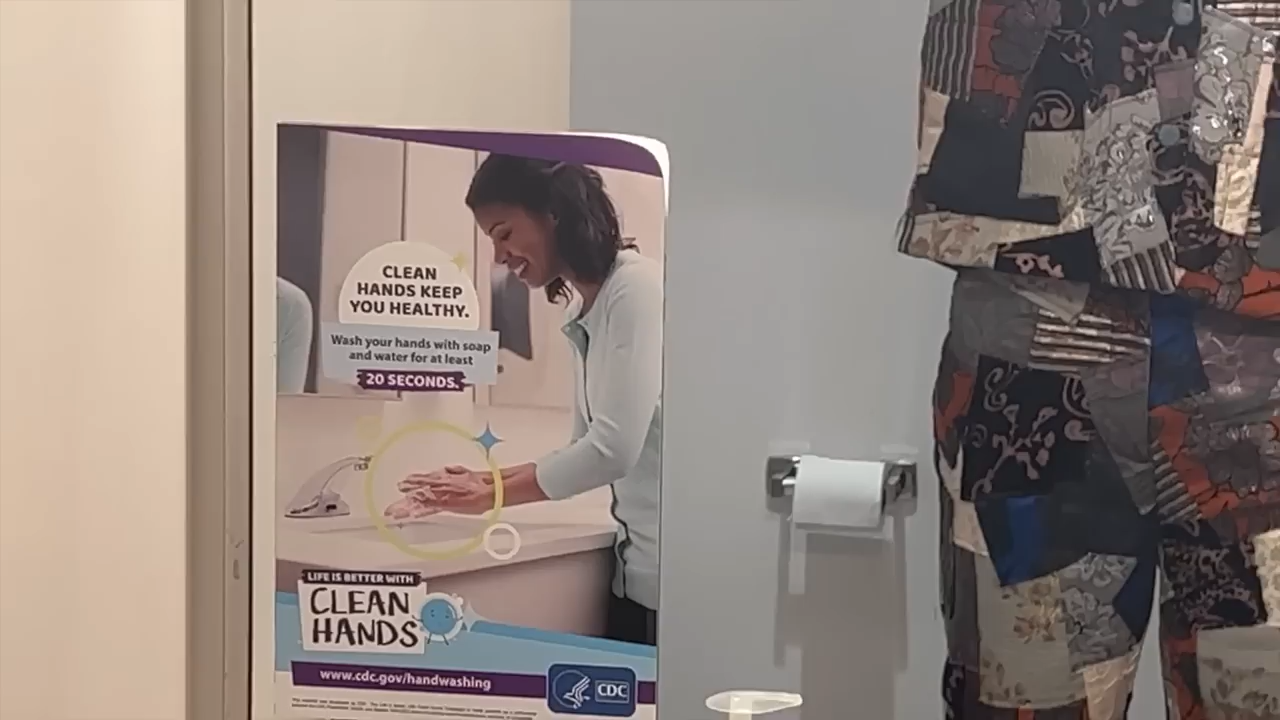 CLEAN
HANDS KEEP
YOU HEALTHY.
Wash your hands with soap
and water for at least
20 SECONDS.
LIFE IS BETTER WITH
CLEAN
HANDS
www.cdc.gov/handwashing
CDC